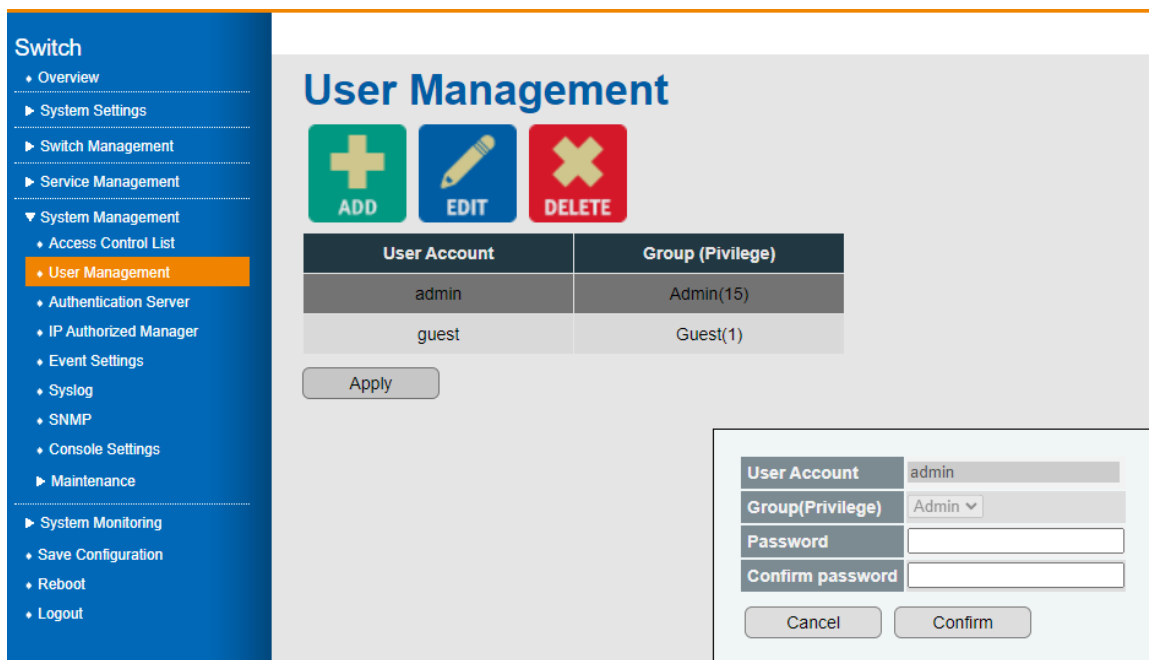 Switch
Overview
System Settings
Switch Management
Service Management
System Management
Access Control List
User Management
Authentication Server
IP Authorized Manager
Event Settings
Syslog
SNMP
Console Settings
Maintenance
System Monitoring
Save Configuration
Reboot
Logout
User Management
ADD EDIT DELETE
User Account Group (Pivilege)
admin Admin(15)
guest Guest(1)
Apply
User Account admin
Group(Privilege) Admin
Password
Confirm password
Cancel Confirm